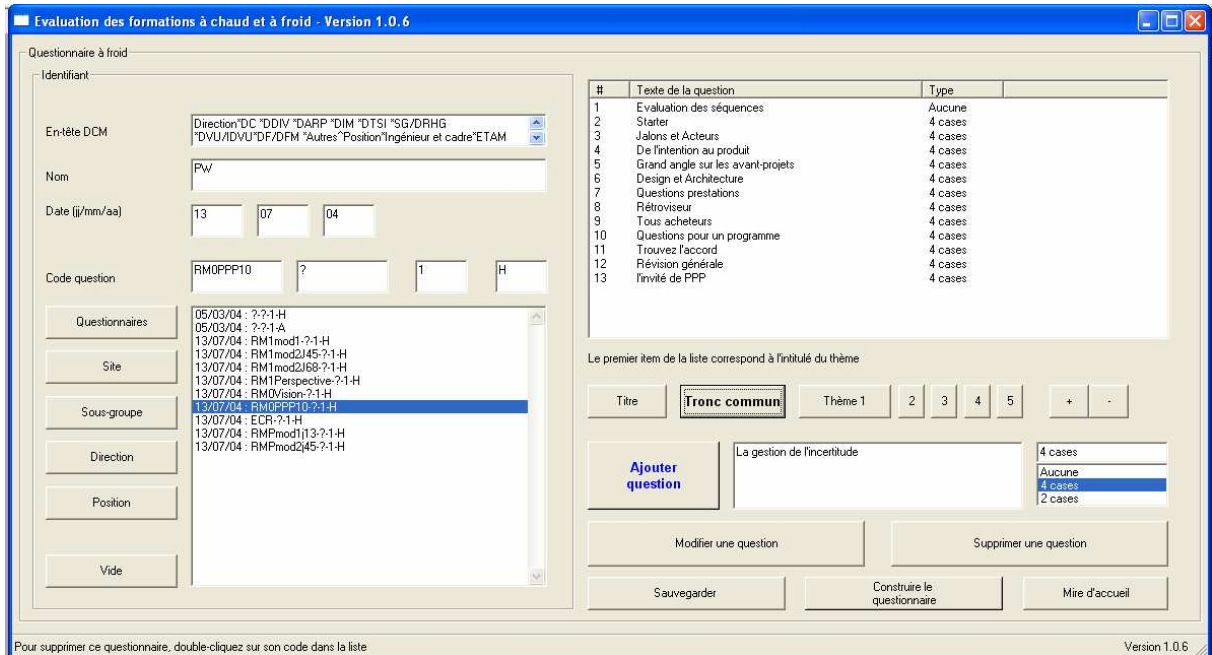 Evaluation des formations à chaud et à froid - Version 1.0.6
Questionnaire à froid
Identifiant
En-tête DCM
Direction*DC *DDIV *DARP *DIM *DTSI *SG/DRHG
*DVU/IDVU*DF/DFM *Autres^Position*Ingénieur et cadre*ETAM
Nom
PW
Date (jj/mm/aa)
13 07 04
Code question
RM0PPP10 ? 1 H
Questionnaires
Site
Sous-groupe
Direction
Position
Vide
05/03/04 : ?-?-1-H
05/03/04 : ?-?-1-A
13/07/04 : RM1mod1-?-1-H
13/07/04 : RM1mod2J45-?-1-H
13/07/04 : RM1mod2J68-?-1-H
13/07/04 : RM1Perspective-?-1-H
13/07/04 : RM0Vision-?-1-H
13/07/04 : RM0PPP10-?-1-H
13/07/04 : ECR-?-1-H
13/07/04 : RMPmod1j13-?-1-H
13/07/04 : RMPmod2j45-?-1-H
# Texte de la question Type
1 Evaluation des séquences Aucune
2 Starter 4 cases
3 Jalons et Acteurs 4 cases
4 De l'intention au produit 4 cases
5 Grand angle sur les avant-projets 4 cases
6 Design et Architecture 4 cases
7 Questions prestations 4 cases
8 Rétroviseur 4 cases
9 Tous acheteurs 4 cases
10 Questions pour un programme 4 cases
11 Trouvez l'accord 4 cases
12 Révision générale 4 cases
13 l'invité de PPP 4 cases
Le premier item de la liste correspond à l'intitulé du thème
Titre Tronc commun Thème 1 2 3 4 5 + -
Ajouter
question
La gestion de l'incertitude
4 cases
Aucune
4 cases
2 cases
Modifier une question Supprimer une question
Sauvegarder
Construire le
questionnaire
Mire d'accueil
Pour supprimer ce questionnaire, double-cliquez sur son code dans la liste
Version 1.0.6